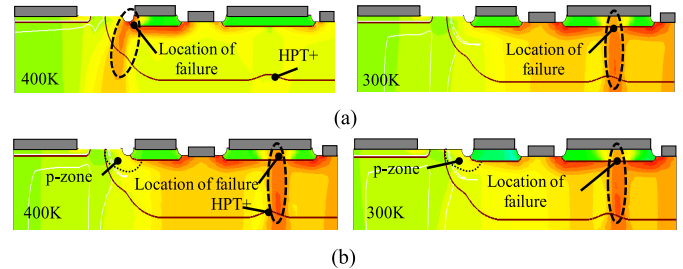 Location of
failure
HPT+
400K
Location of
failure
300K
(a)
p-zone
Location of failure
HPT+
400K
p-zone
Location of
failure
300K
(b)